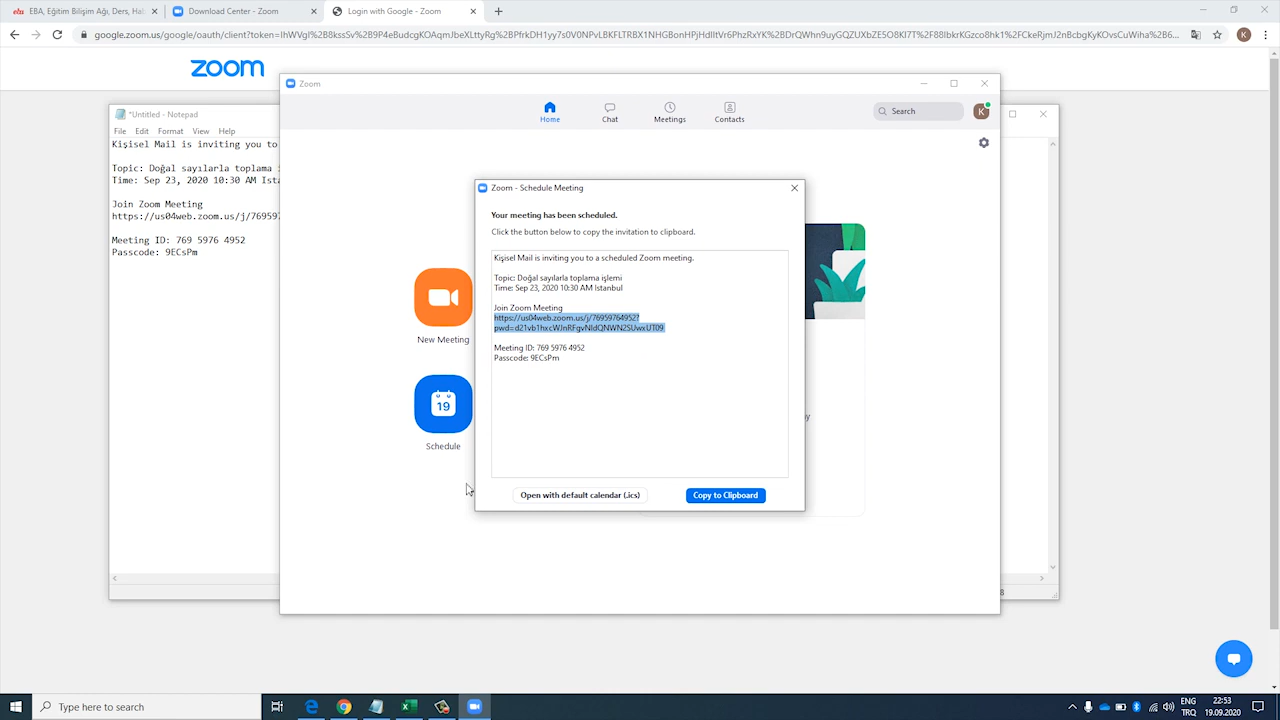 EBA, Eğitim Bilişim Ağı, Ders, Hab
Download Center - Zoom
Login with Google - Zoom
zoom
Zoom
Home
Chat
Meetings
Contacts
Search
K
*Untitled - Notepad
File Edit Format View Help
Kişisel Mail is inviting you to
Topic: Doğal sayılarla toplama
Time: Sep 23, 2020 10:30 AM Ista
Join Zoom Meeting
https://us04web.zoom.us/j/76959
Meeting ID: 769 5976 4952
Passcode: 9ECsPm
New Meeting
19
Schedule
Zoom - Schedule Meeting
Your meeting has been scheduled.
Click the button below to copy the invitation to clipboard.
Kişisel Mail is inviting you to a scheduled Zoom meeting.
Topic: Doğal sayılarla toplama işlemi
Time: Sep 23, 2020 10:30 AM Istanbul
Join Zoom Meeting
https://us04web.zoom.us/j/76959764952?
Meeting ID: 769 5976 4952
Passcode: 9ECsPm
Open with default calendar (.ics)
Copy to Clipboard
Type here to search
ENG
TRQ
22:53
19.09.2020